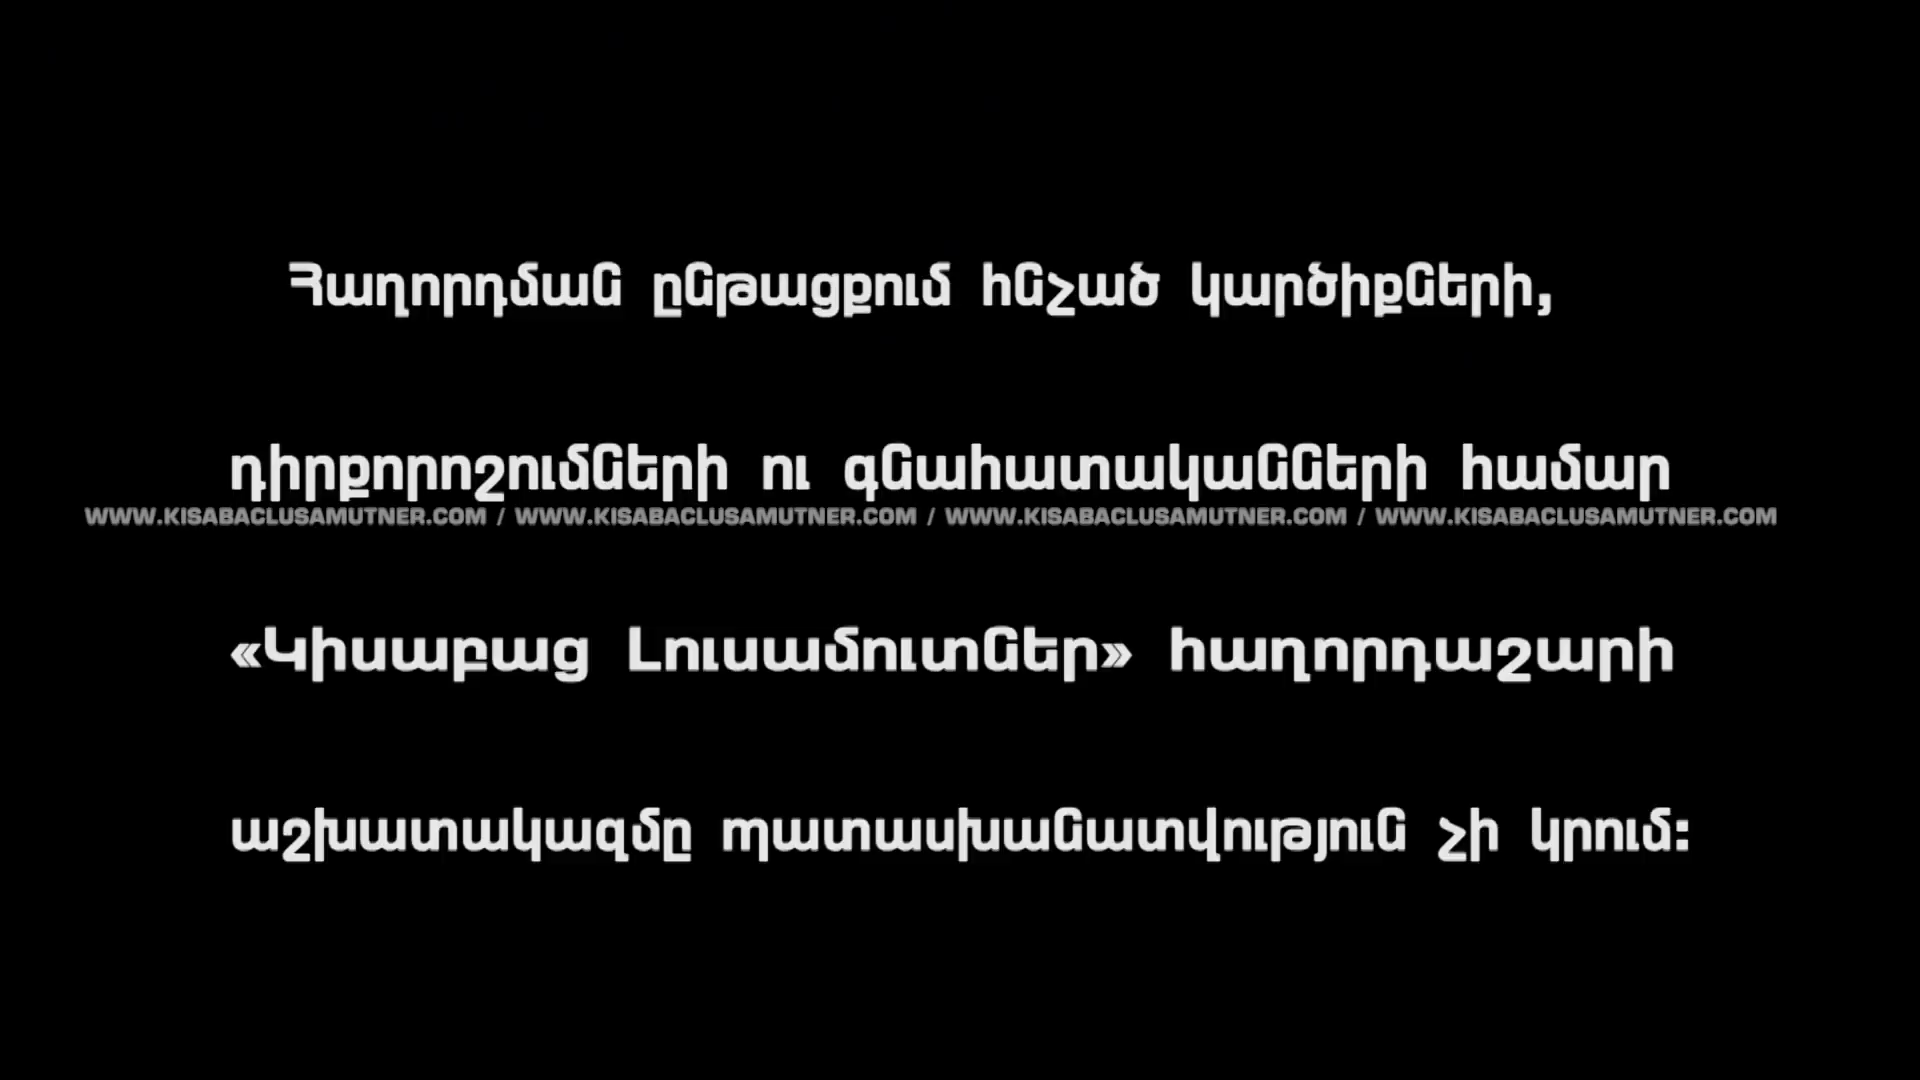 Հաղորդման ընթացքում հնչած կարծիքների,
դիրքորոշումների ու գնահատականների համար
WWW.KISABACLUSAMUTNER.COM / WWW.KISABACLUSAMUTNER.COM / WWW.KISABACLUSAMUTNER.COM / WWW.KISABACLUSAMUTNER.COM
«Կիսաբաց Լուսամուտներ» հաղորդաշարի
աշխատակազմը պատասխանատվություն չի կրում: